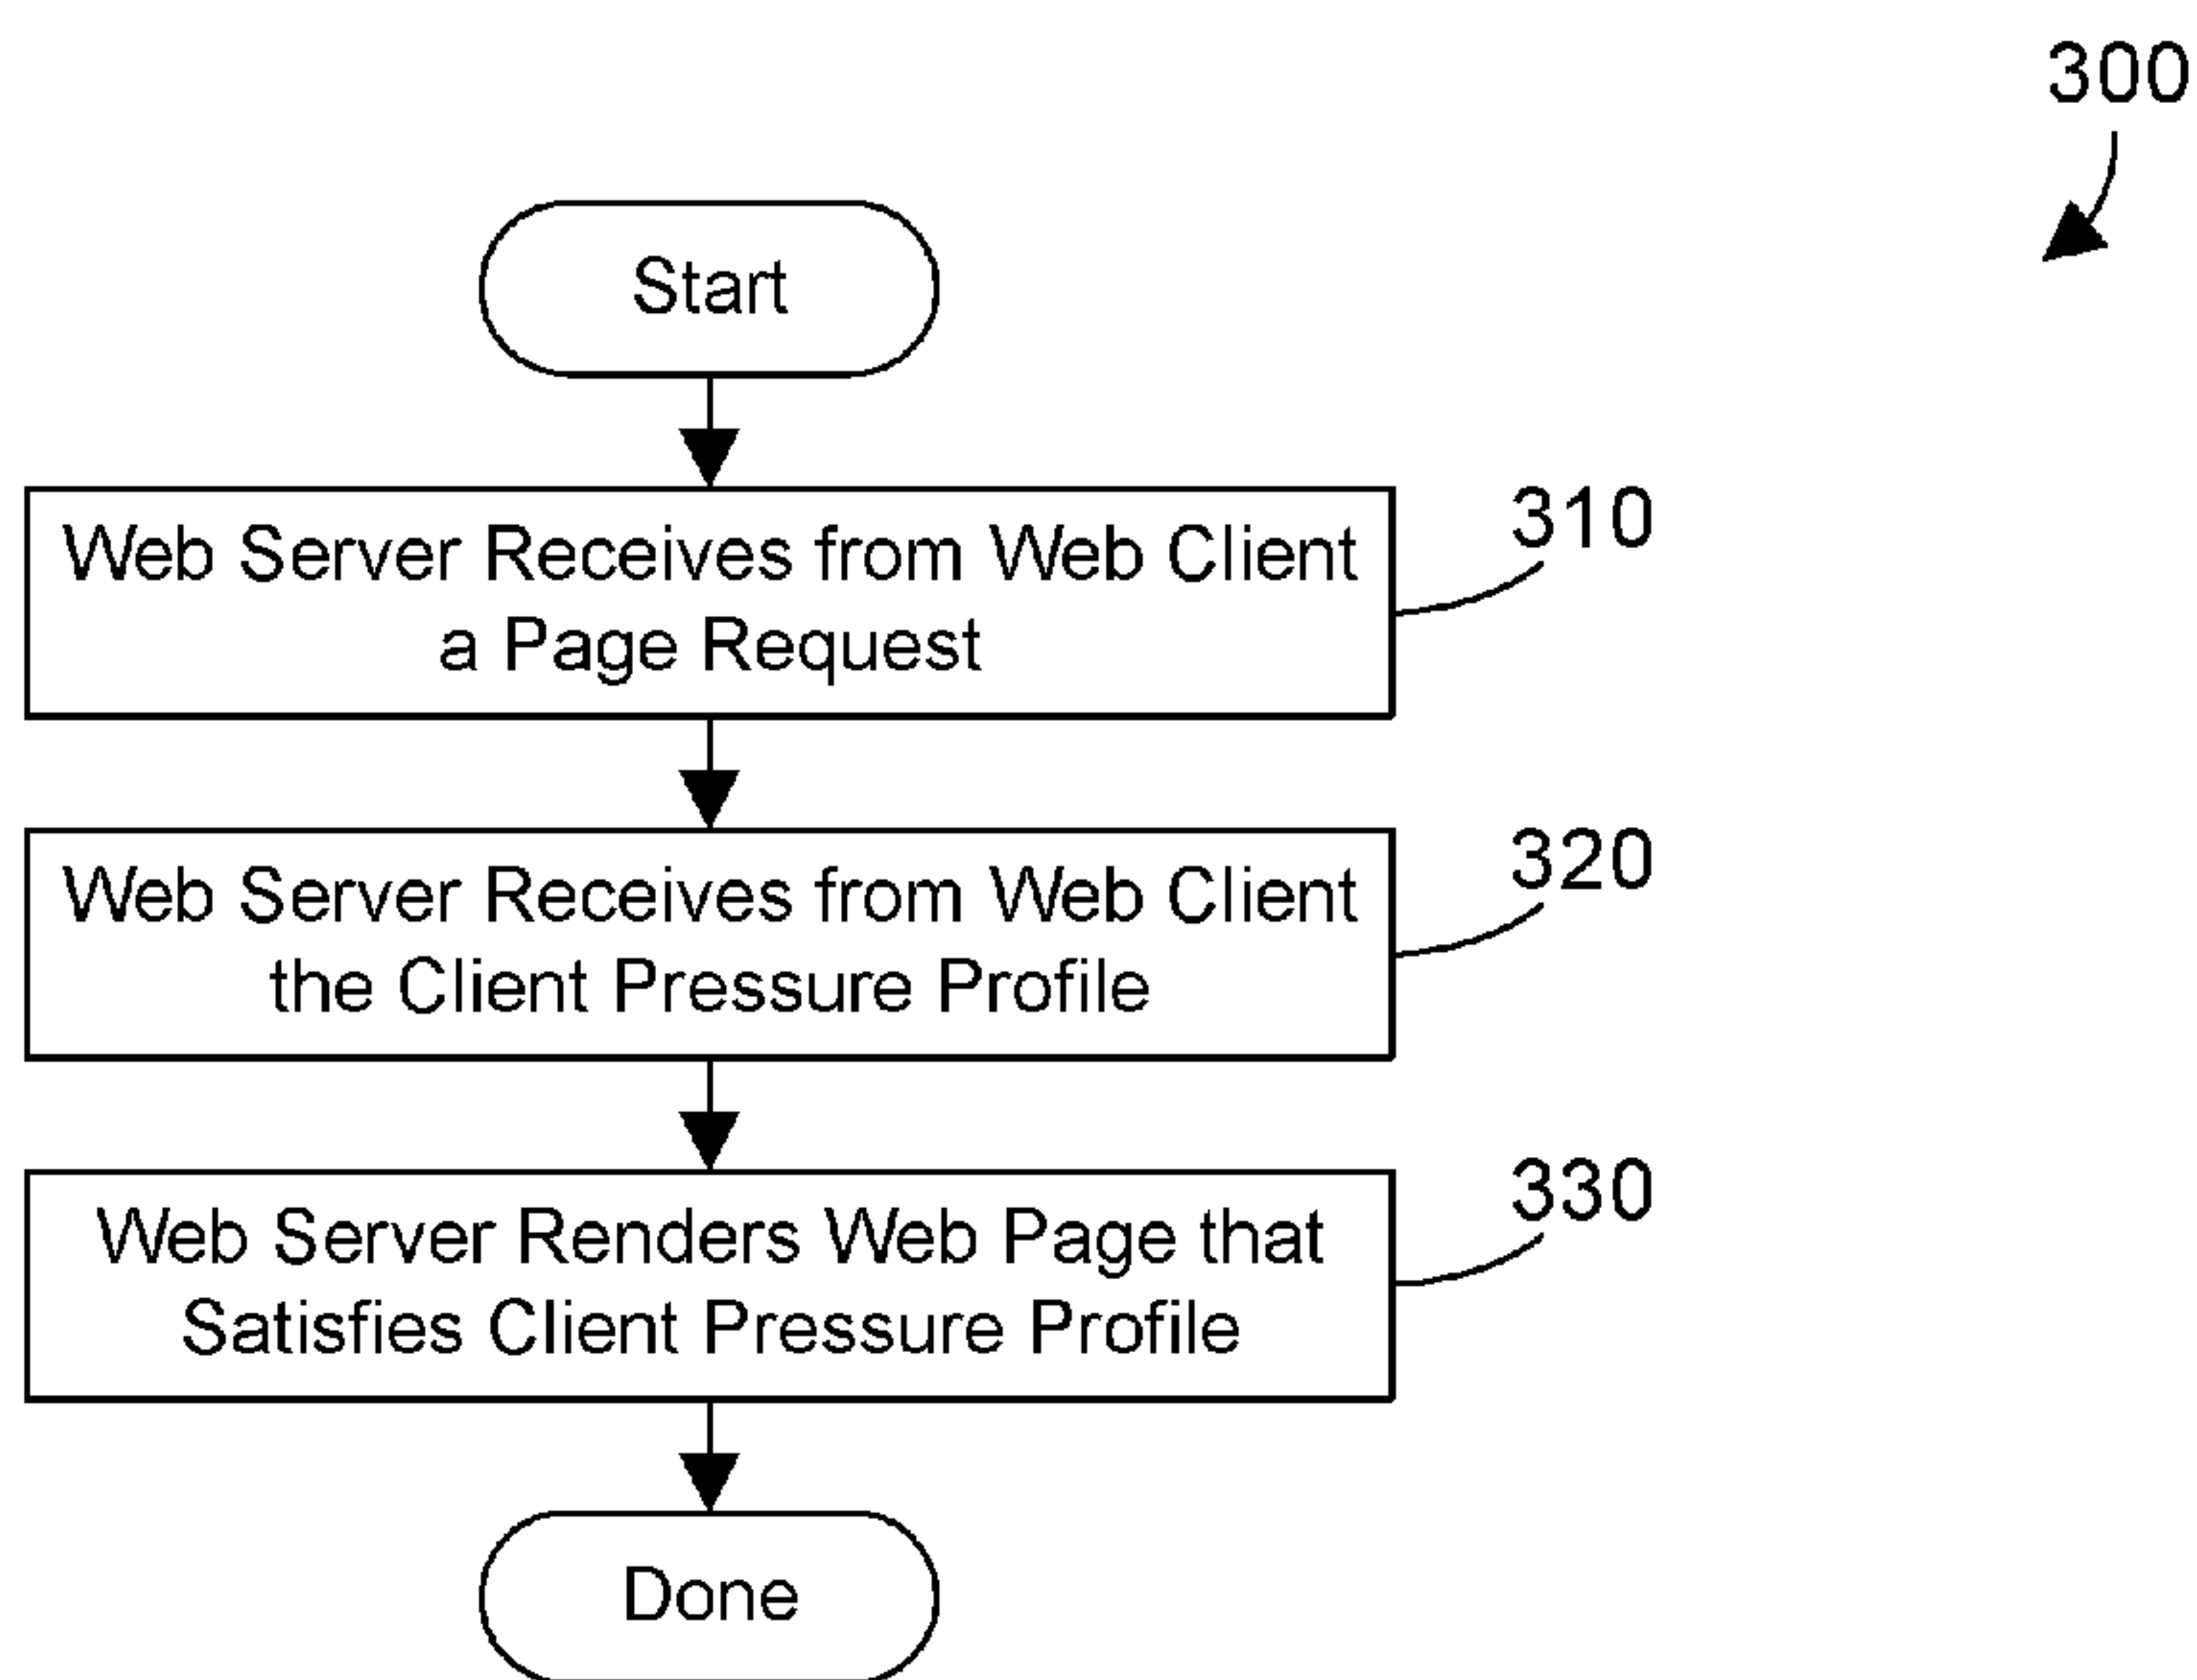 300
Start
Web Server Receives from Web Client
a Page Request
310
Web Server Receives from Web Client
the Client Pressure Profile
320
Web Server Renders Web Page that
Satisfies Client Pressure Profile
330
Done